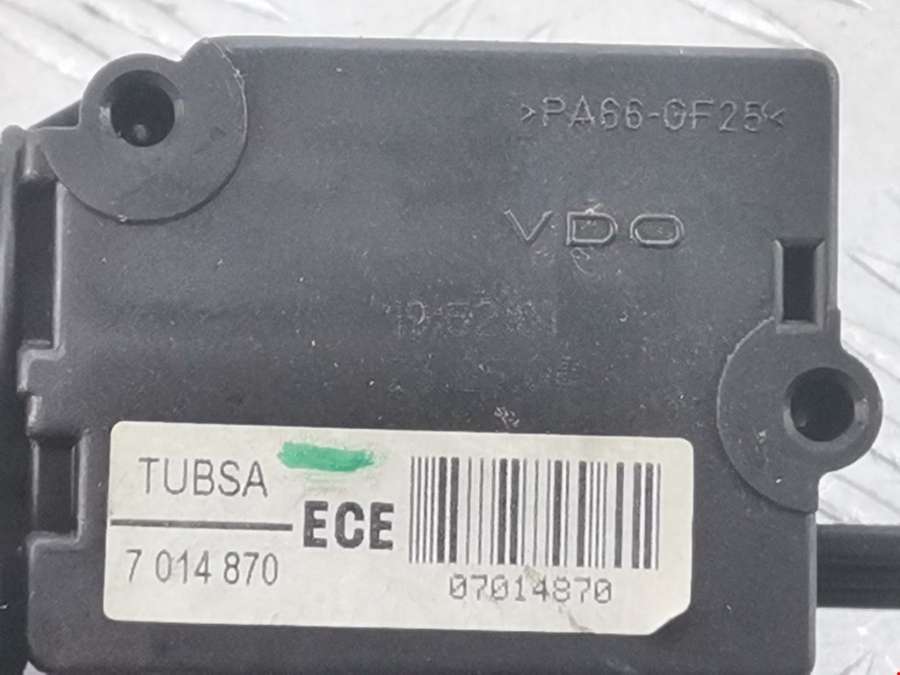 >PA66-GF25<
VDO
TUBSA
ECE
7 014 870
07014870